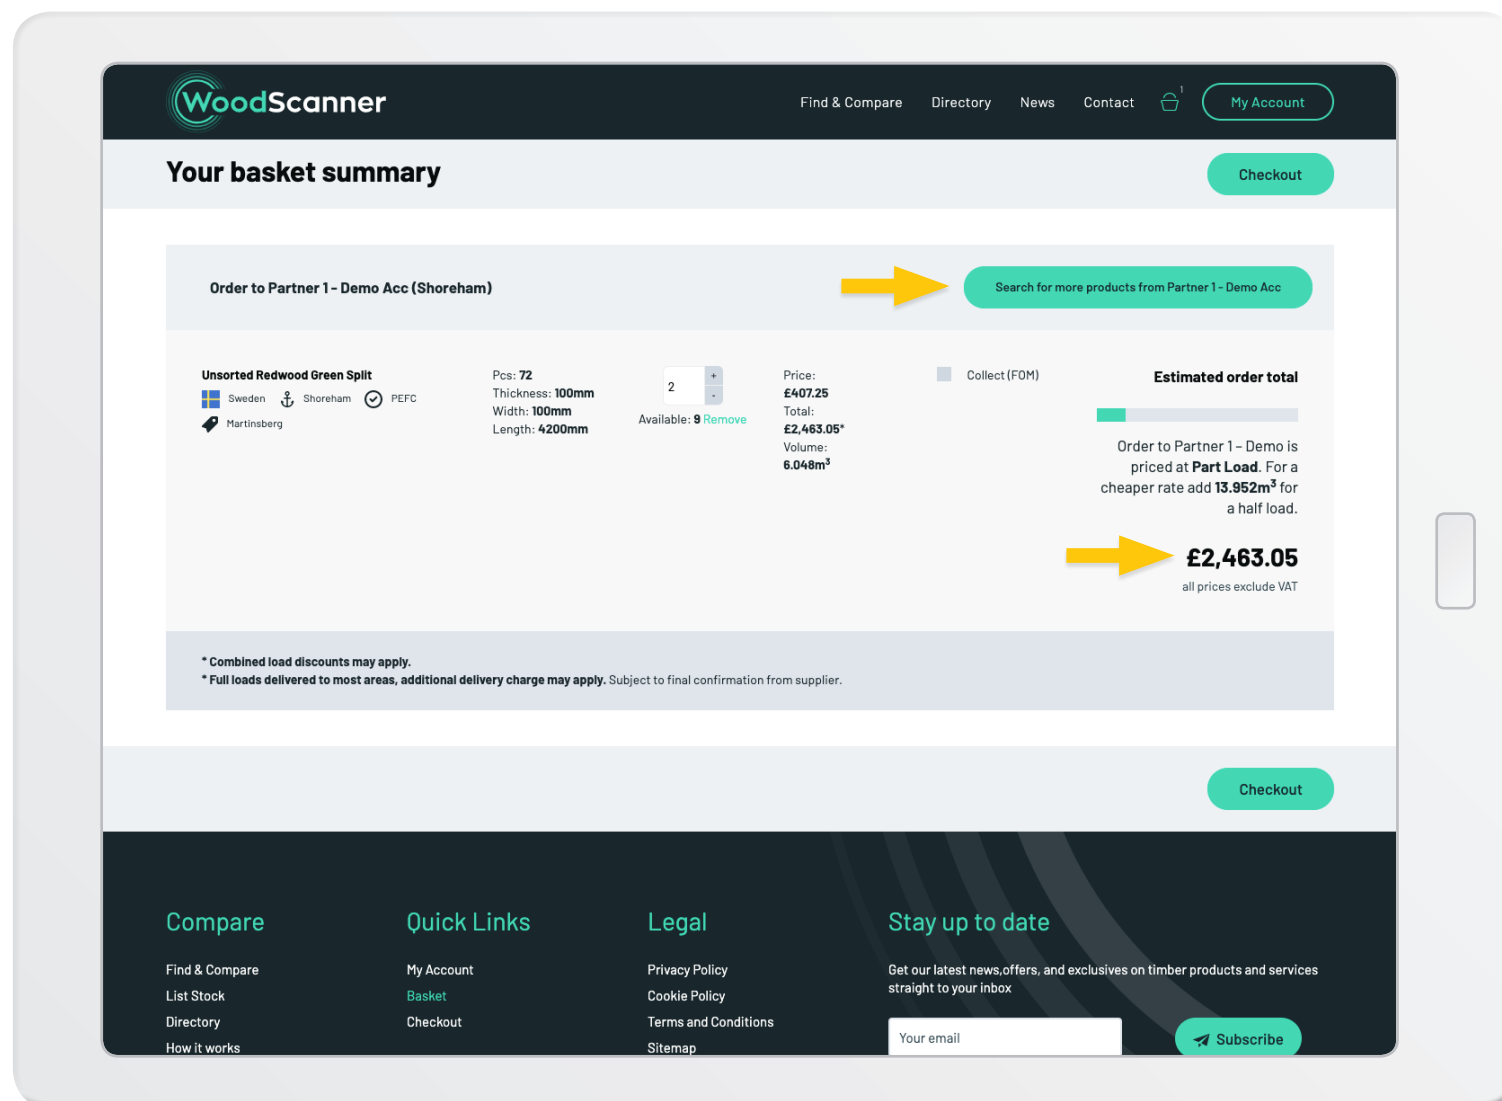 WoodScanner
Find & Compare
Directory
News
Contact
1
My Account
Your basket summary
Checkout
Order to Partner 1 - Demo Acc (Shoreham)
Search for more products from Partner 1 - Demo Acc
Unsorted Redwood Green Split
Sweden
Shoreham
PEFC
Martinsberg
Pcs: 72
Thickness: 100mm
Width: 100mm
Length: 4200mm
2
+
-
Available: 9 Remove
Price:
£407.25
Total:
£2,463.05*
Volume:
6.048m³
Collect (FOM)
Estimated order total
Order to Partner 1 – Demo is
priced at Part Load. For a
cheaper rate add 13.952m³ for
a half load.
£2,463.05
all prices exclude VAT
* Combined load discounts may apply.
* Full loads delivered to most areas, additional delivery charge may apply. Subject to final confirmation from supplier.
Checkout
Compare
Find & Compare
List Stock
Directory
How it works
Quick Links
My Account
Basket
Checkout
Legal
Privacy Policy
Cookie Policy
Terms and Conditions
Sitemap
Stay up to date
Get our latest news,offers, and exclusives on timber products and services
straight to your inbox
Your email
Subscribe